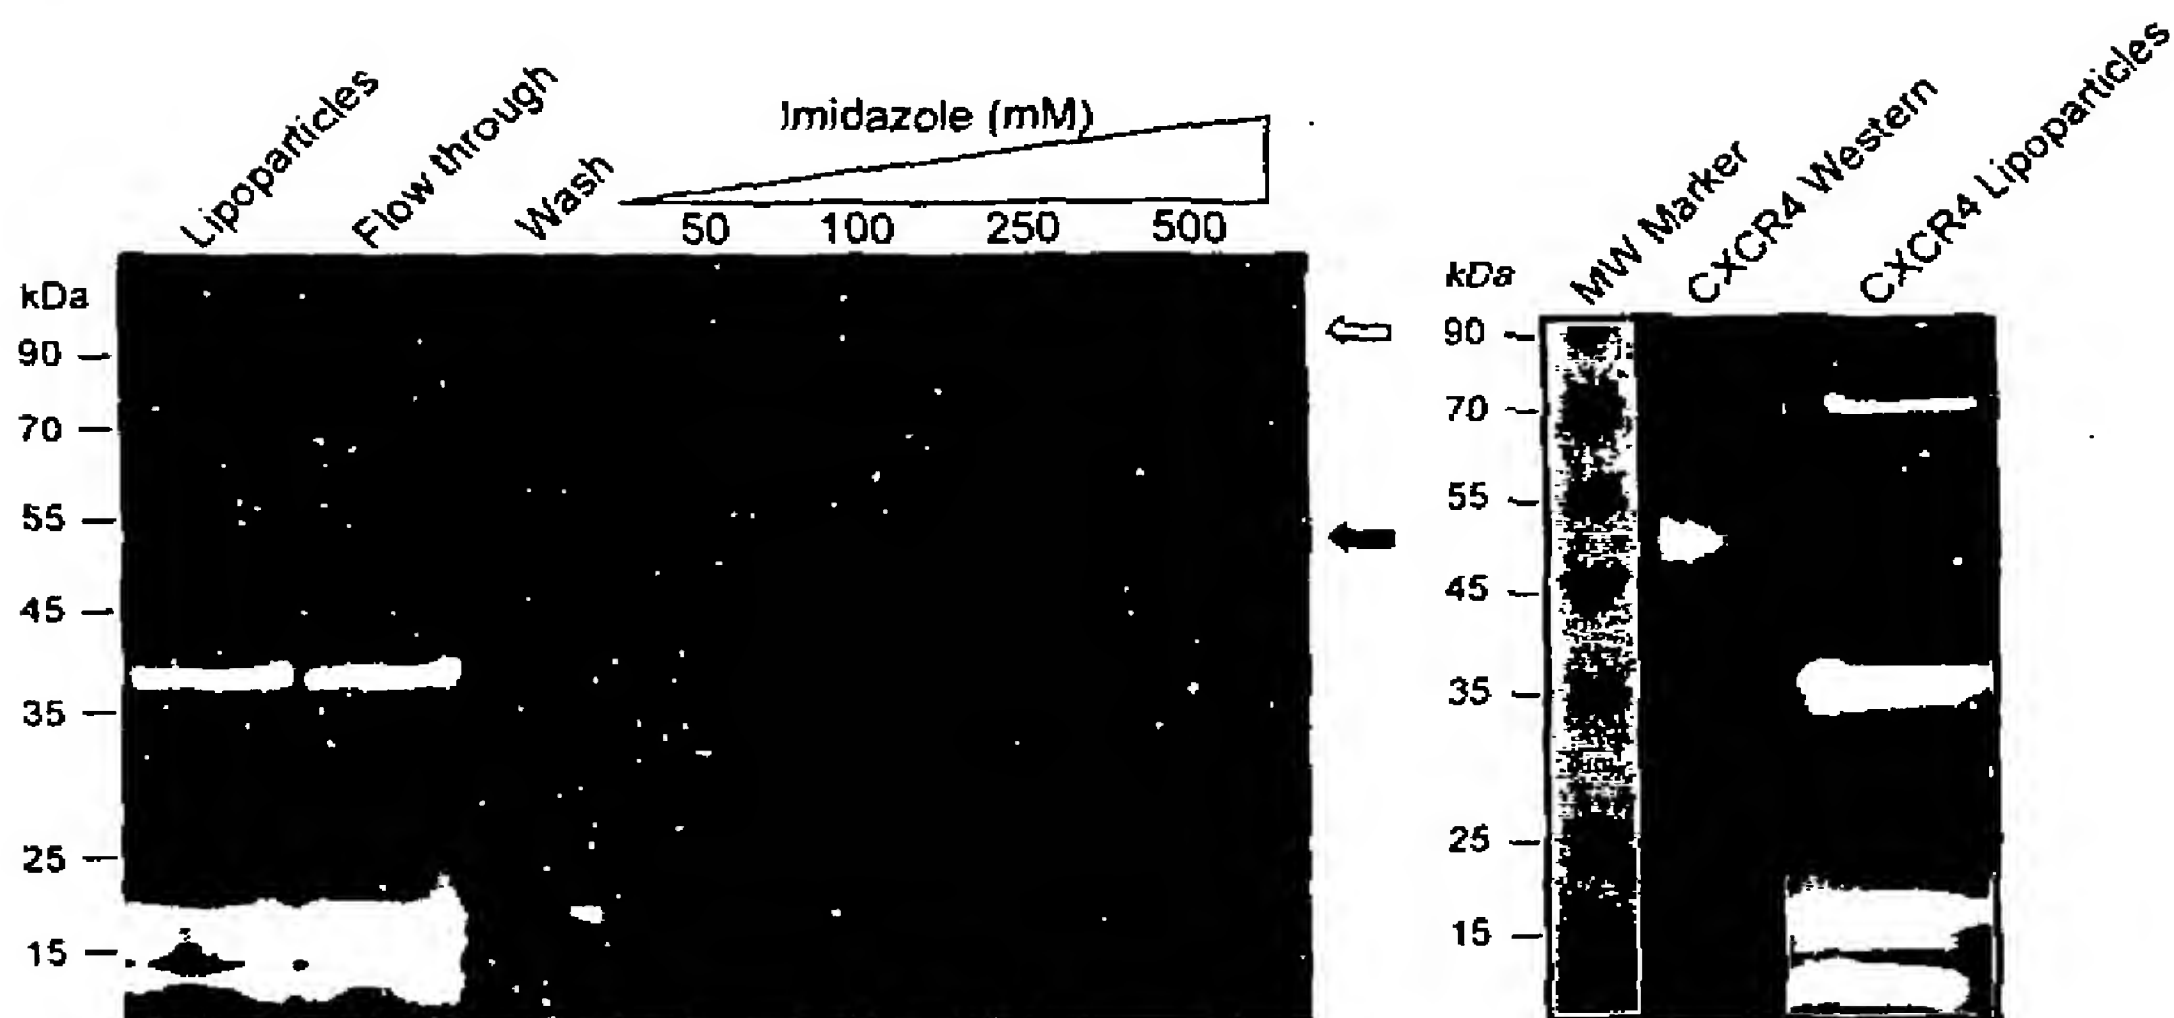 Lipoparticles
Flow through
Wash
Imidazole (mM)
50 100 250 500
kDa
90
70
55
45
35
25
15
MW Marker
CXCR4 Western
CXCR4 Lipoparticles
kDa
90
70
55
45
35
25
15